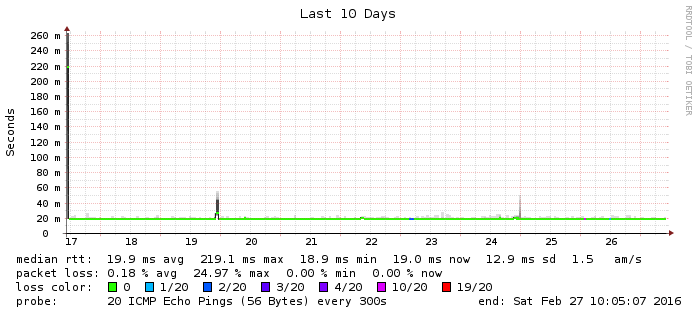 Last 10 Days
RRDTOOL / TOBI OETIKER
Seconds
260 m
240 m
220 m
200 m
180 m
160 m
140 m
120 m
100 m
80 m
60 m
40 m
20 m
0
17 18 19 20 21 22 23 24 25 26
median rtt: 19.9 ms avg 219.1 ms max 18.9 ms min 19.0 ms now 12.9 ms sd 1.5 am/s
packet loss: 0.18 % avg 24.97 % max 0.00 % min 0.00 % now
loss color: 0 1/20 2/20 3/20 4/20 10/20 19/20
probe: 20 ICMP Echo Pings (56 Bytes) every 300s end: Sat Feb 27 10:05:07 2016